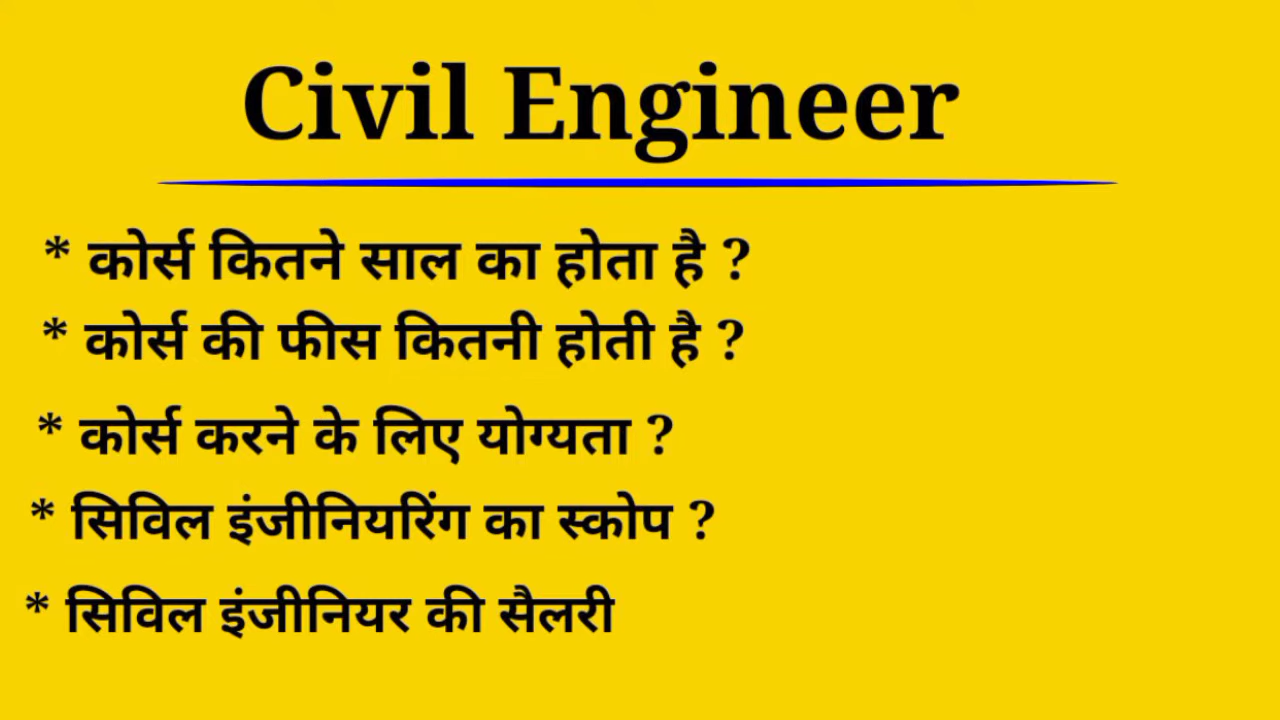 Civil Engineer
* कोर्स कितने साल का होता है ?
* कोर्स की फीस कितनी होती है ?
* कोर्स करने के लिए योग्यता ?
* सिविल इंजीनियरिंग का स्कोप ?
* सिविल इंजीनियर की सैलरी